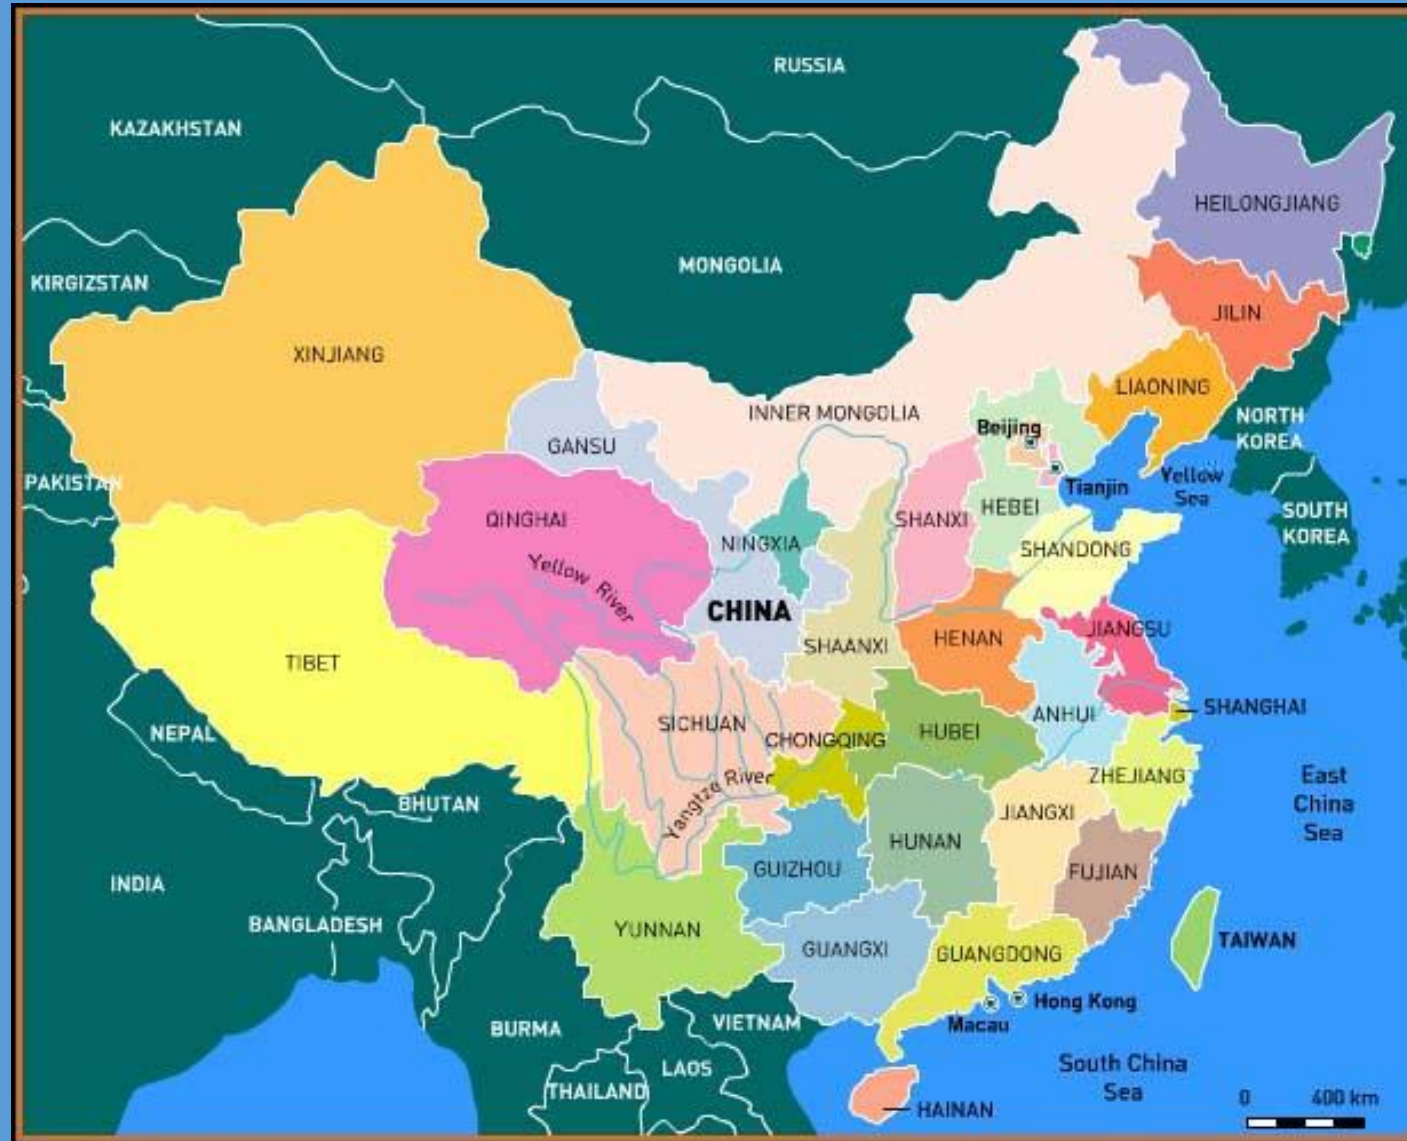 RUSSIA
KAZAKHSTAN
HEILONGJIANG
MONGOLIA
KIRGIZSTAN
JILIN
XINJIANG
LIAONING
INNER MONGOLIA
NORTH
KOREA
Beijing
GANSU
PAKISTAN
Tianjin
Yellow
Sea
HEBEI
SHANXI
QINGHAI
SOUTH
KOREA
NINGXIA
SHANDONG
Yellow River
CHINA
JIANGSU
HENAN
SHAANXI
TIBET
SHANGHAI
ANHUI
SICHUAN
HUBEI
NEPAL
CHONGQING
ZHEJIANG
East
China
Sea
Yangtze River
BHUTAN
JIANGXI
HUNAN
GUIZHOU
FUJIAN
INDIA
BANGLADESH
YUNNAN
TAIWAN
GUANGXI
GUANGDONG
Hong Kong
Macau
VIETNAM
BURMA
South China
Sea
LAOS
THAILAND
HAINAN
0 400 km